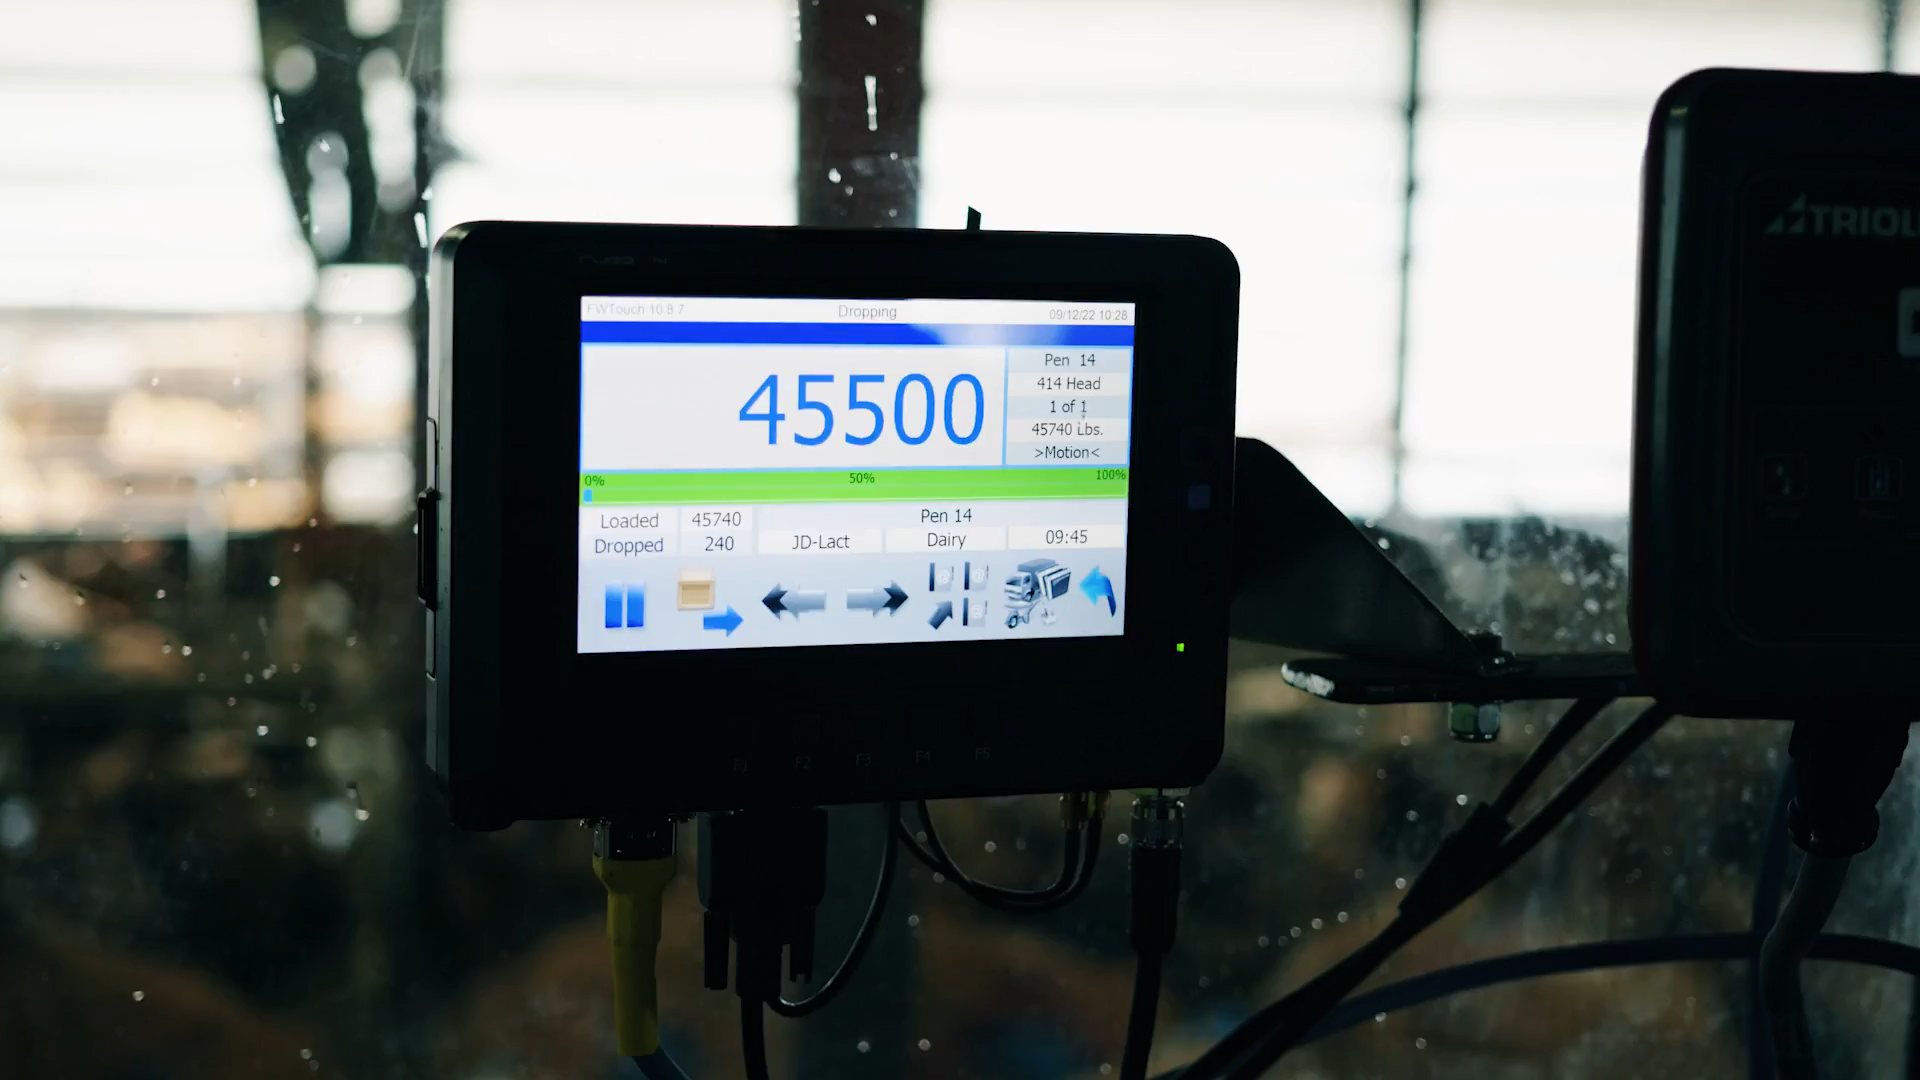 FWTouch 10.8.7 Dropping 09/12/22 10:28
45500
Pen 14
414 Head
1 of 1
45740 Lbs.
>Motion<
0% 50% 100%
Loaded 45740 Pen 14
Dropped 240 JD-Lact Dairy 09:45
F1 F2 F3 F4 F5